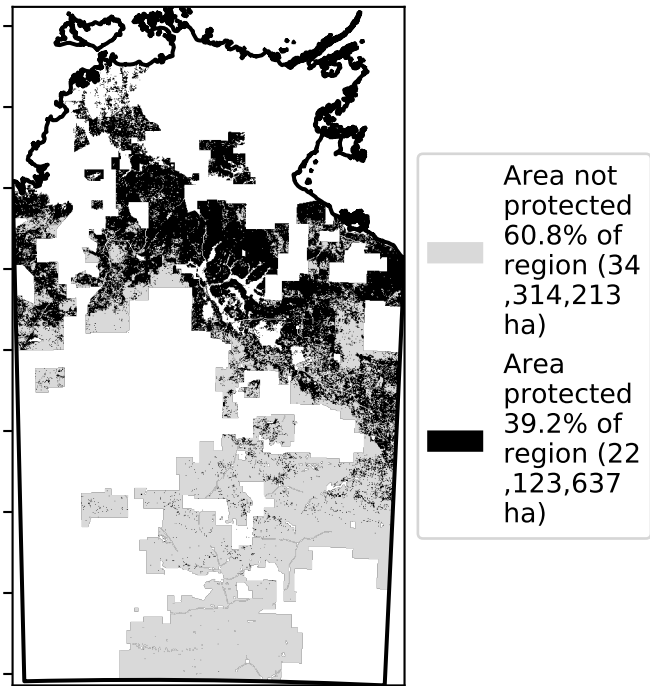 Area not
protected
60.8% of
region (34
,314,213
ha)
Area
protected
39.2% of
region (22
,123,637
ha)